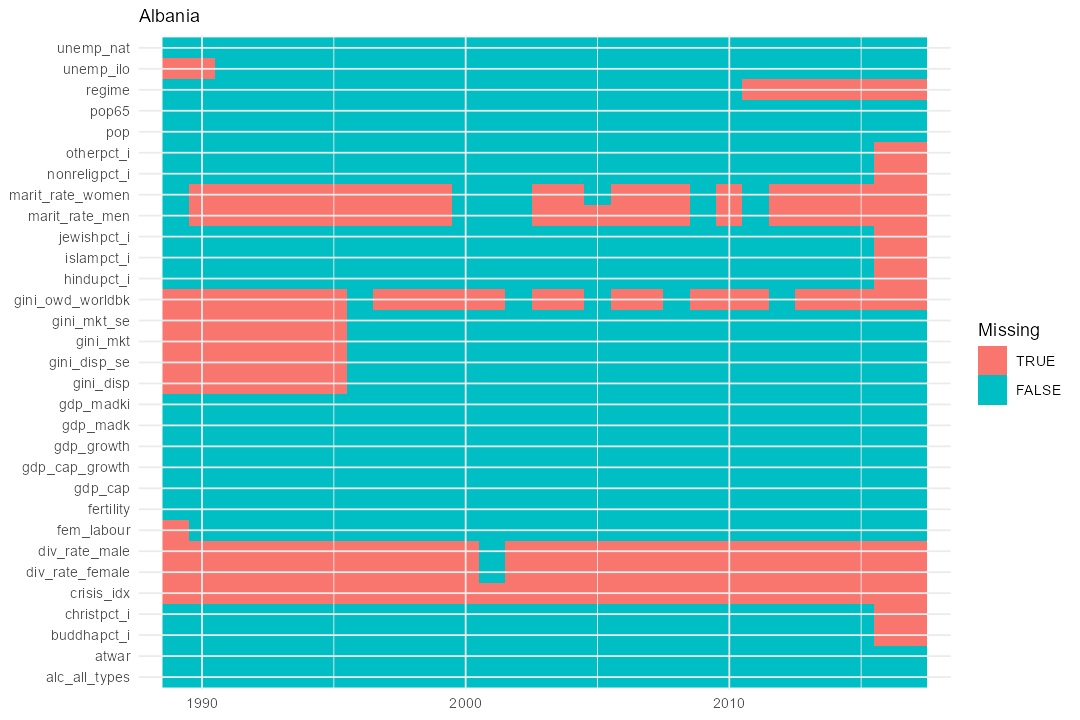 Albania
unemp_nat
unemp_ilo
regime
pop65
pop
otherpct_i
nonreligpct_i
marit_rate_women
marit_rate_men
jewishpct_i
islampct_i
hindupct_i
gini_owd_worldbk
gini_mkt_se
gini_mkt
gini_disp_se
gini_disp
gdp_madki
gdp_madk
gdp_growth
gdp_cap_growth
gdp_cap
fertility
fem_labour
div_rate_male
div_rate_female
crisis_idx
christpct_i
buddhapct_i
atwar
alc_all_types
1990 2000 2010
Missing
TRUE
FALSE